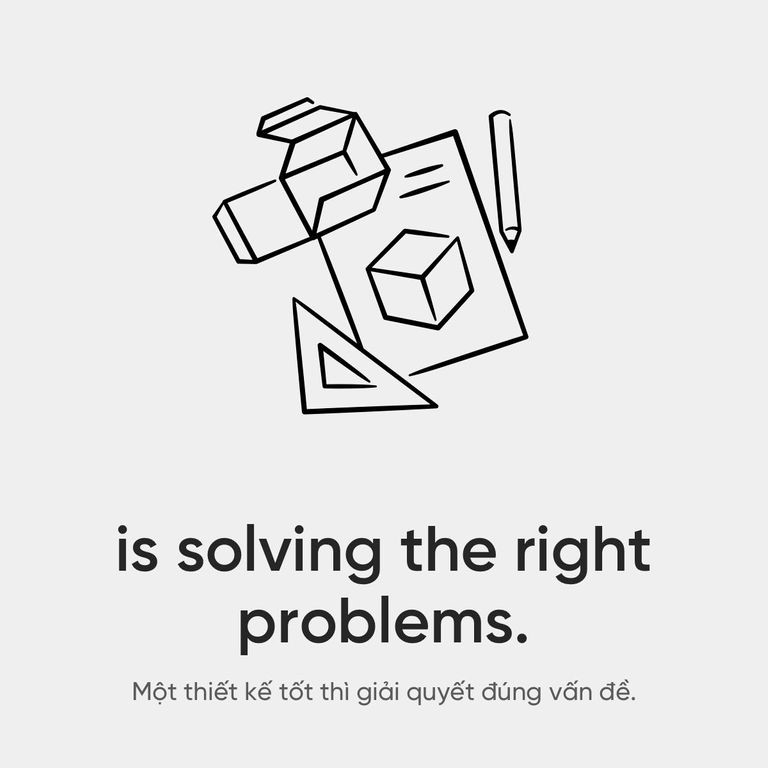 is solving the right
problems.
Một thiết kế tốt thì giải quyết đúng vấn đề.